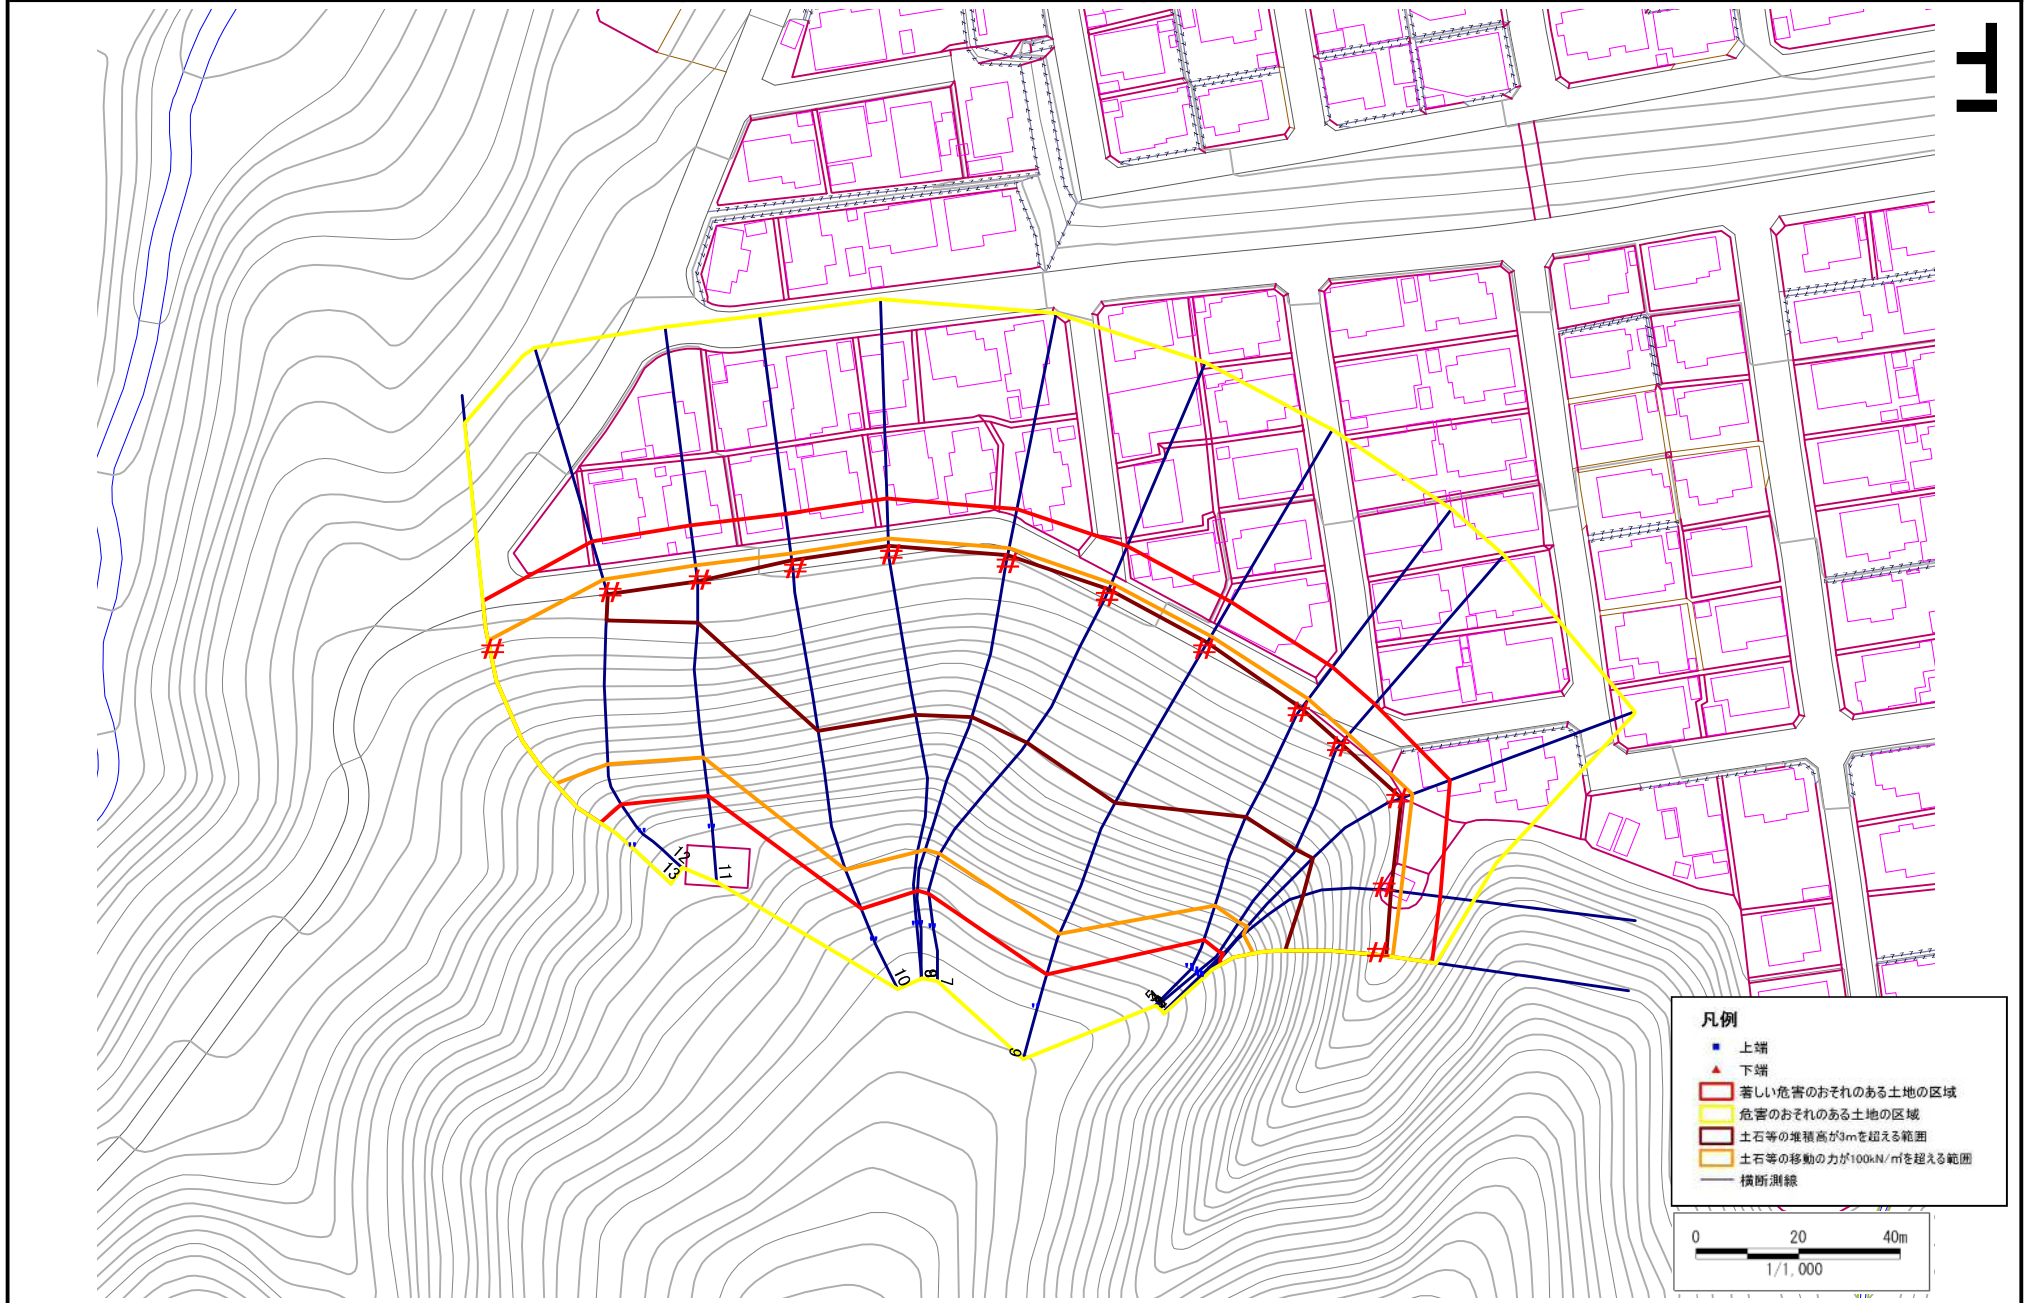 12
13
11
10
8
7
6
凡例
上端
下端
著しい危害のおそれのある土地の区域
危害のおそれのある土地の区域
土石等の堆積高が3mを超える範囲
土石等の移動の力が100kN/㎡を超える範囲
横断測線
0 20 40m
1/1,000